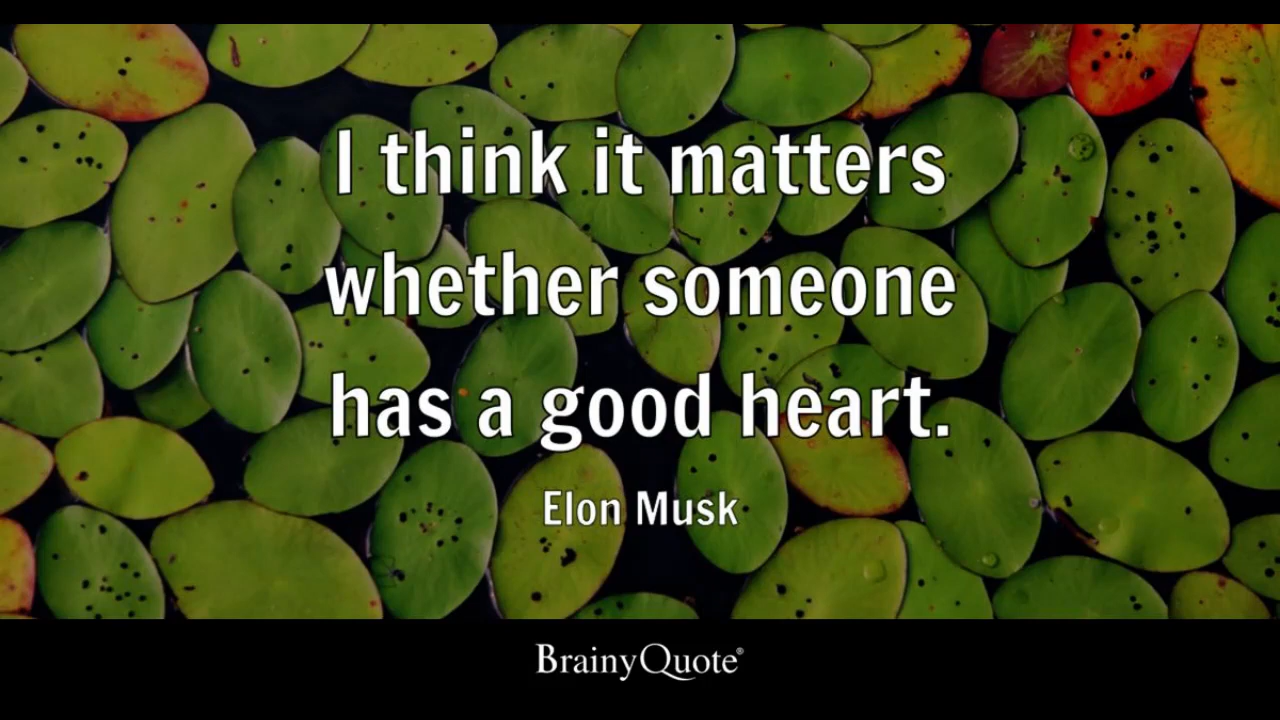 I think it matters
whether someone
has a good heart.
Elon Musk
BrainyQuote®